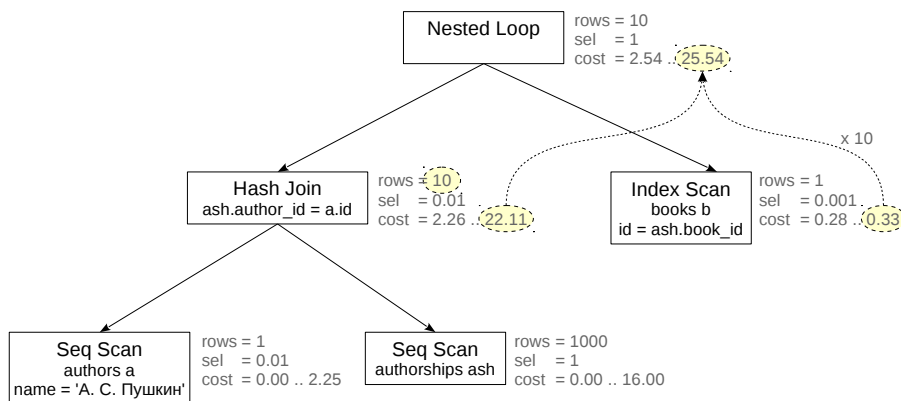 Nested Loop
rows = 10
sel = 1
cost = 2.54 .. 25.54
x 10
Hash Join
ash.author_id = a.id
rows = 10
sel = 0.01
cost = 2.26 .. 22.11
Index Scan
books b
id = ash.book_id
rows = 1
sel = 0.001
cost = 0.28 .. 0.33
Seq Scan
authors a
name = 'А. С. Пушкин'
rows = 1
sel = 0.01
cost = 0.00 .. 2.25
Seq Scan
authorships ash
rows = 1000
sel = 1
cost = 0.00 .. 16.00